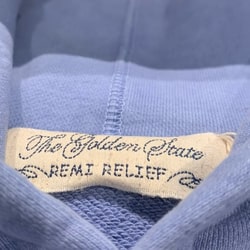 The Golden State
REMI RELIEF